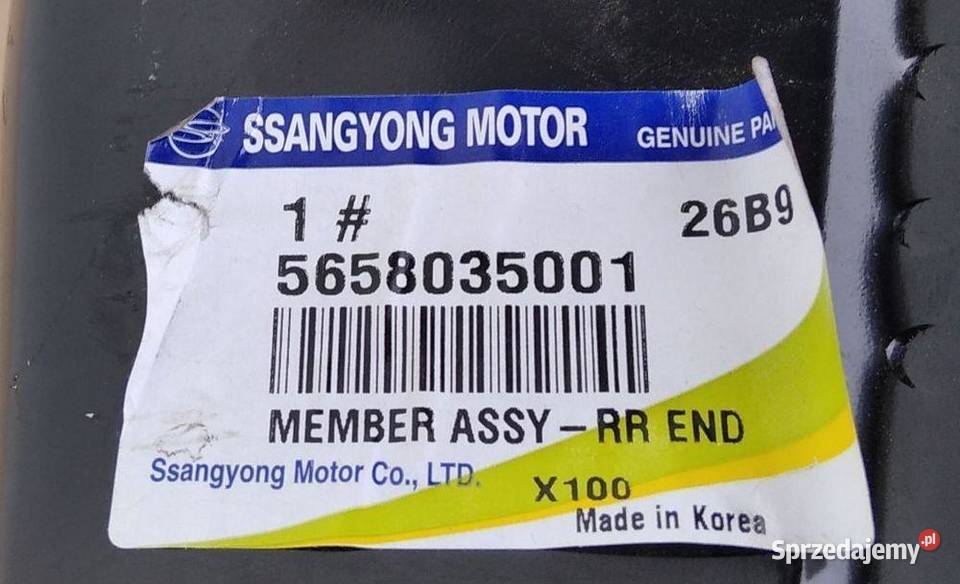 SSANGYONG MOTOR GENUINE PA
1 # 26B9
5658035001
MEMBER ASSY-RR END
Ssangyong Motor Co., LTD.
X100
Made in Korea
Sprzedajemy.pl